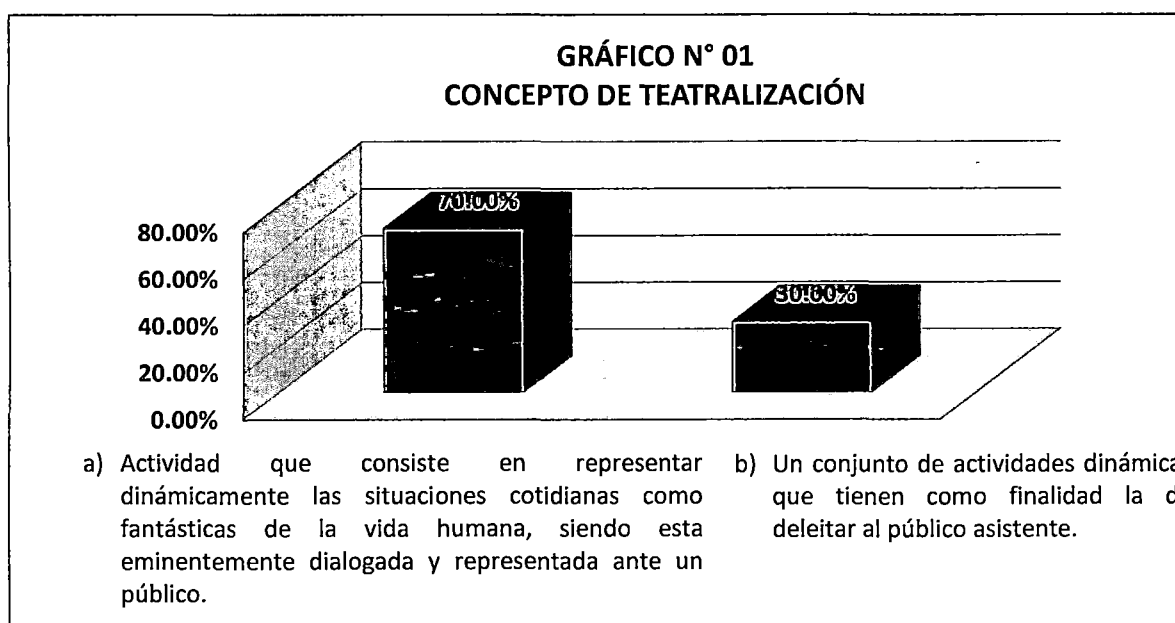 GRÁFICO N° 01
CONCEPTO DE TEATRALIZACIÓN
70.00%
30.00%
80.00%
60.00%
40.00%
20.00%
0.00%
a) Actividad que consiste en representar
dinámicamente las situaciones cotidianas como
fantásticas de la vida humana, siendo esta
eminentemente dialogada y representada ante un
público.
b) Un conjunto de actividades dinámica
que tienen como finalidad la d
deleitar al público asistente.